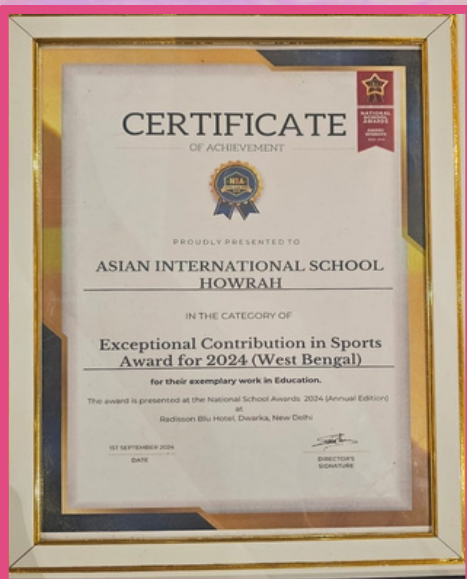 CERTIFICATE
OF ACHIEVEMENT
NATIONAL
SCHOOL
AWARDS
PROUDLY PRESENTED TO
ASIAN INTERNATIONAL SCHOOL
HOWRAH
IN THE CATEGORY OF
Exceptional Contribution in Sports
Award for 2024 (West Bengal)
for their exemplary work in Education.
The award is presented at the National School Awards 2024 (Annual Edition)
at
Radisson Blu Hotel, Dwarka, New Delhi
1ST SEPTEMBER 2024
DATE
DIRECTOR'S
SIGNATURE